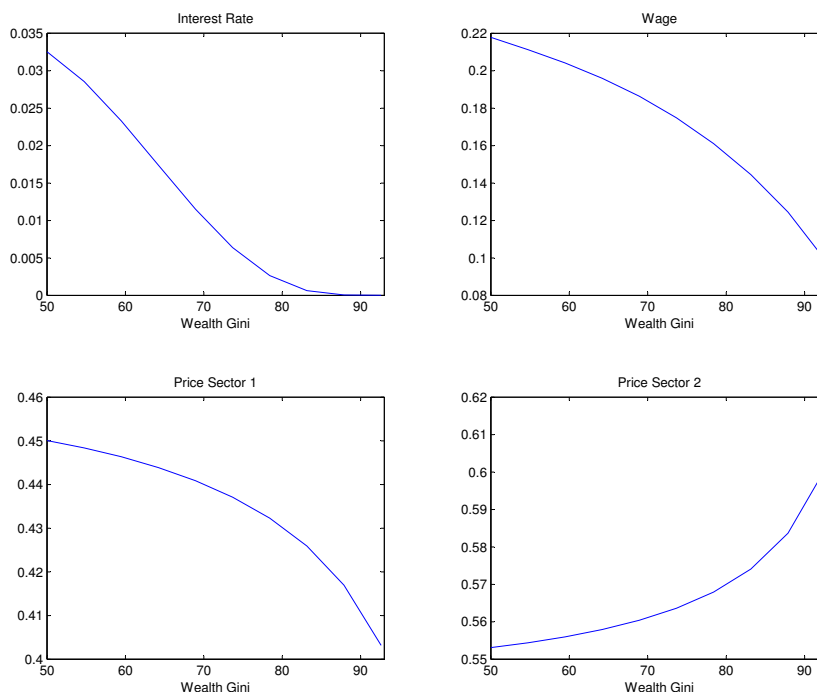 Interest Rate
0.035
0.03
0.025
0.02
0.015
0.01
0.005
0
50 60 70 80 90
Wealth Gini
Wage
0.22
0.2
0.18
0.16
0.14
0.12
0.1
0.08
50 60 70 80 90
Wealth Gini
Price Sector 1
0.46
0.45
0.44
0.43
0.42
0.41
0.4
50 60 70 80 90
Wealth Gini
Price Sector 2
0.62
0.61
0.6
0.59
0.58
0.57
0.56
0.55
50 60 70 80 90
Wealth Gini